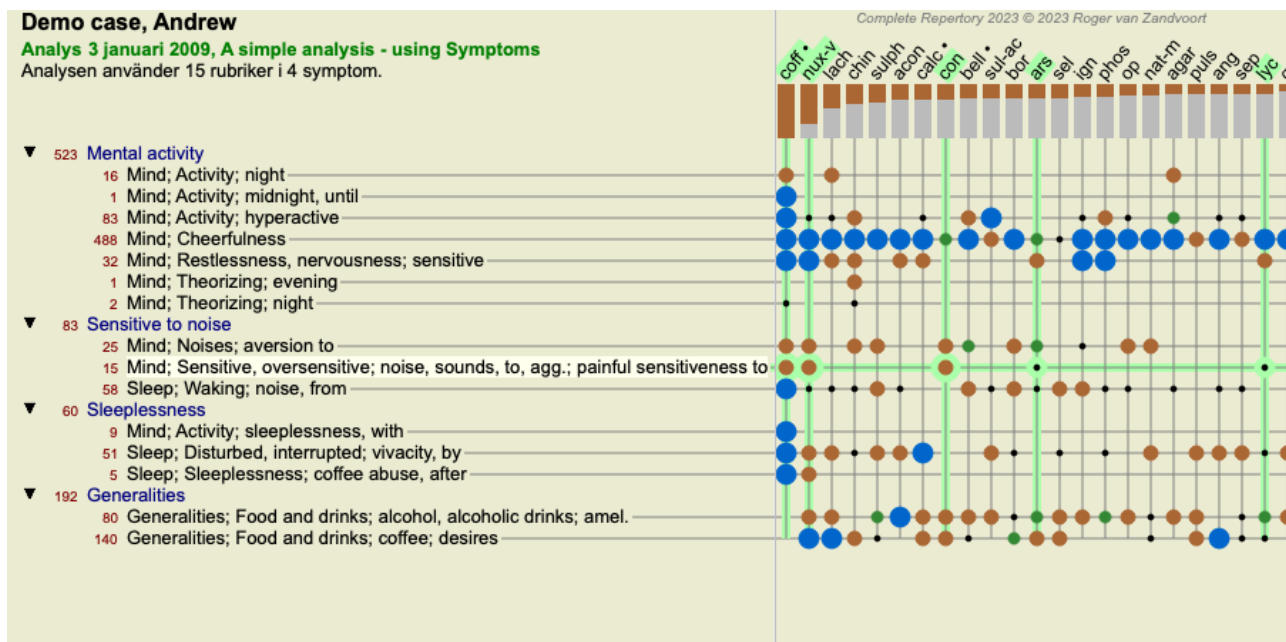 Demo case, Andrew
Complete Repertory 2023 © 2023 Roger van Zandvoort
Analys 3 januari 2009, A simple analysis - using Symptoms
Analysen använder 15 rubriker i 4 symptom.
coff • nux-v lach chin sulph acon calc • con bell • sul-ac bor ars sel ign phos op nat-m agar puls ang sep lyc
▼ 523 Mental activity
16 Mind; Activity; night
1 Mind; Activity; midnight, until
83 Mind; Activity; hyperactive
488 Mind; Cheerfulness
32 Mind; Restlessness, nervousness; sensitive
1 Mind; Theorizing; evening
2 Mind; Theorizing; night
▼ 83 Sensitive to noise
25 Mind; Noises; aversion to
15 Mind; Sensitive, oversensitive; noise, sounds, to, agg.; painful sensitiveness to
58 Sleep; Waking; noise, from
▼ 60 Sleeplessness
9 Mind; Activity; sleeplessness, with
51 Sleep; Disturbed, interrupted; vivacity, by
5 Sleep; Sleeplessness; coffee abuse, after
▼ 192 Generalities
80 Generalities; Food and drinks; alcohol, alcoholic drinks; amel.
140 Generalities; Food and drinks; coffee; desires